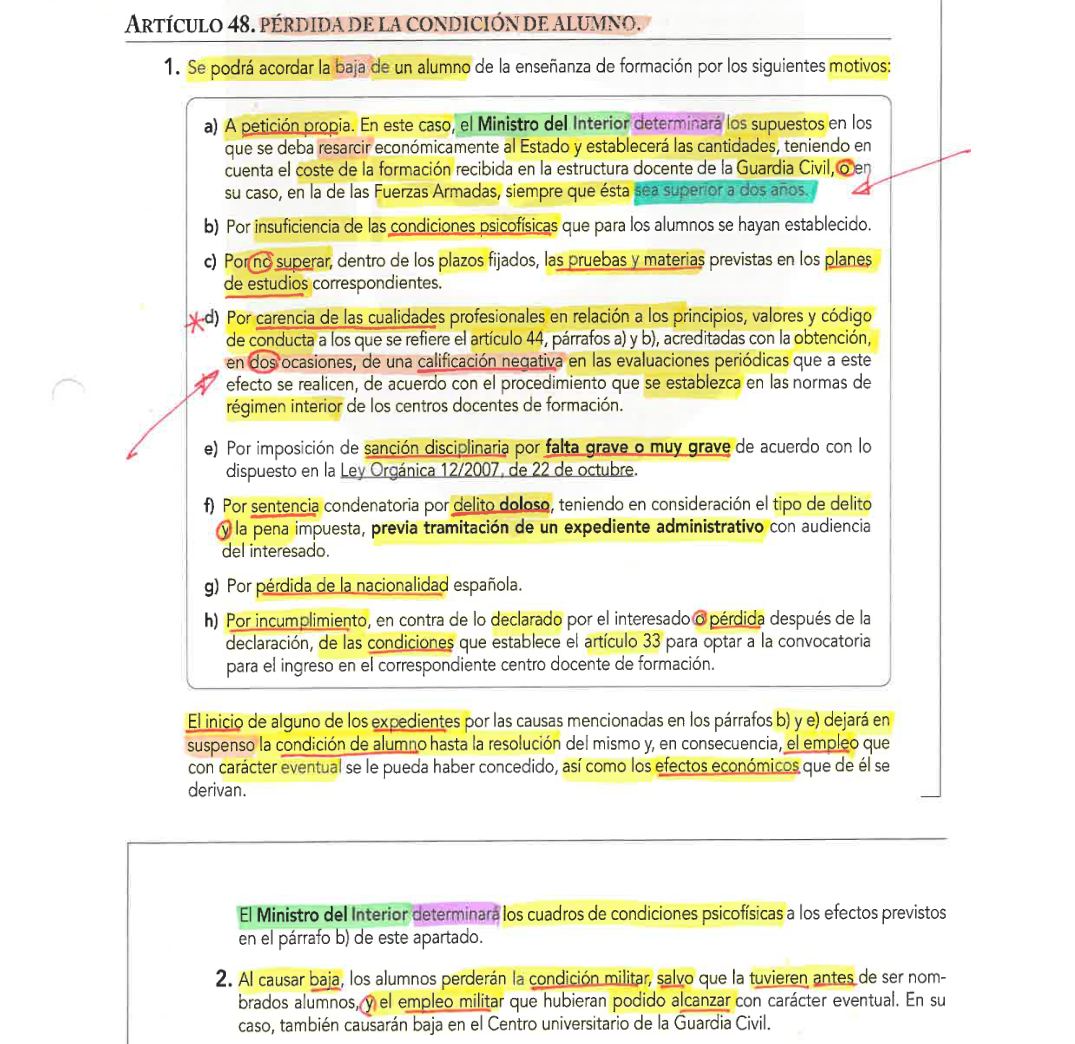 ARTÍCULO 48. PÉRDIDA DE LA CONDICIÓN DE ALUMNO.
1. Se podrá acordar la baja de un alumno de la enseñanza de formación por los siguientes motivos:
a) A petición propia. En este caso, el Ministro del Interior determinará los supuestos en los
que se deba resarcir económicamente al Estado y establecerá las cantidades, teniendo en
cuenta el coste de la formación recibida en la estructura docente de la Guardia Civil, o en
su caso, en la de las Fuerzas Armadas, siempre que ésta sea superior a dos años.
b) Por insuficiencia de las condiciones psicofísicas que para los alumnos se hayan establecido.
c) Por no superar, dentro de los plazos fijados, las pruebas y materias previstas en los planes
de estudios correspondientes.
d) Por carencia de las cualidades profesionales en relación a los principios, valores y código
de conducta a los que se refiere el artículo 44, párrafos a) y b), acreditadas con la obtención,
en dos ocasiones, de una calificación negativa en las evaluaciones periódicas que a este
efecto se realicen, de acuerdo con el procedimiento que se establezca en las normas de
régimen interior de los centros docentes de formación.
e) Por imposición de sanción disciplinaria por falta grave o muy grave de acuerdo con lo
dispuesto en la Ley Orgánica 12/2007, de 22 de octubre.
f) Por sentencia condenatoria por delito doloso, teniendo en consideración el tipo de delito
y la pena impuesta, previa tramitación de un expediente administrativo con audiencia
del interesado.
g) Por pérdida de la nacionalidad española.
h) Por incumplimiento, en contra de lo declarado por el interesado o pérdida después de la
declaración, de las condiciones que establece el artículo 33 para optar a la convocatoria
para el ingreso en el correspondiente centro docente de formación.
El inicio de alguno de los expedientes por las causas mencionadas en los párrafos b) y e) dejará en
suspenso la condición de alumno hasta la resolución del mismo y, en consecuencia, el empleo que
con carácter eventual se le pueda haber concedido, así como los efectos económicos que de él se
derivan.
El Ministro del Interior determinará los cuadros de condiciones psicofísicas a los efectos previstos
en el párrafo b) de este apartado.
2. Al causar baja, los alumnos perderán la condición militar, salvo que la tuvieren antes de ser nom-
brados alumnos, y el empleo militar que hubieran podido alcanzar con carácter eventual. En su
caso, también causarán baja en el Centro universitario de la Guardia Civil.